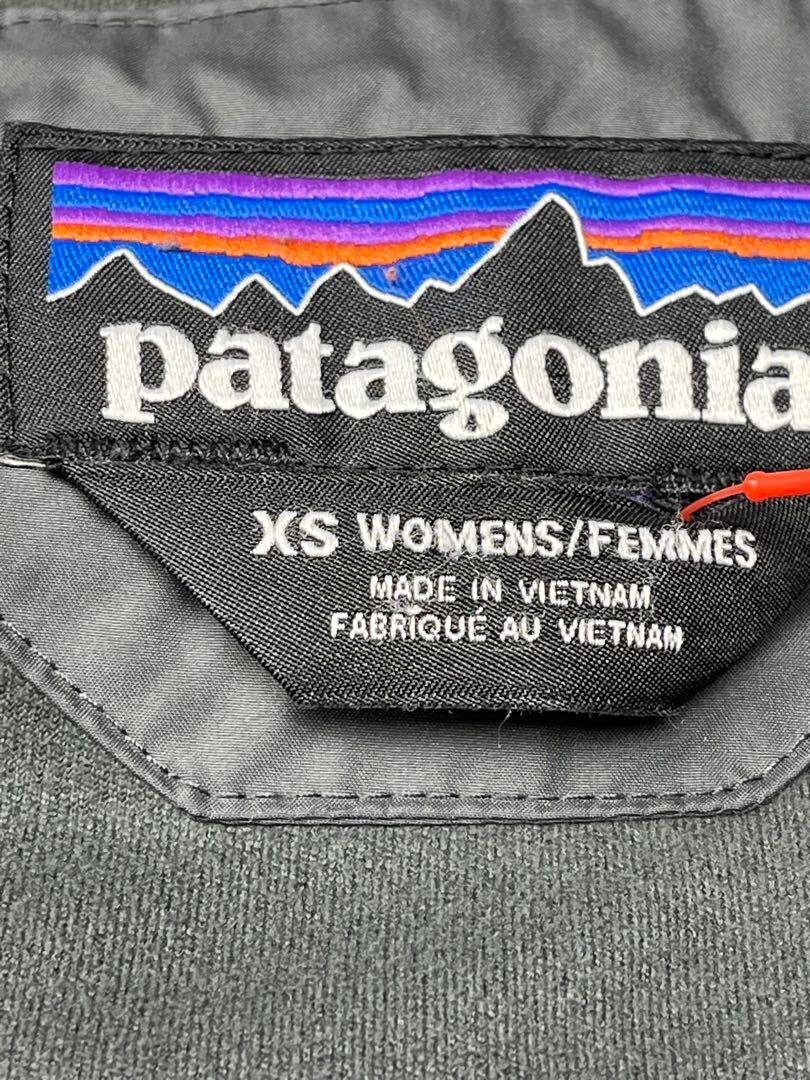 patagonia
XS WOMENS/FEMMES
MADE IN VIETNAM
FABRIQUÉ AU VIETNAM